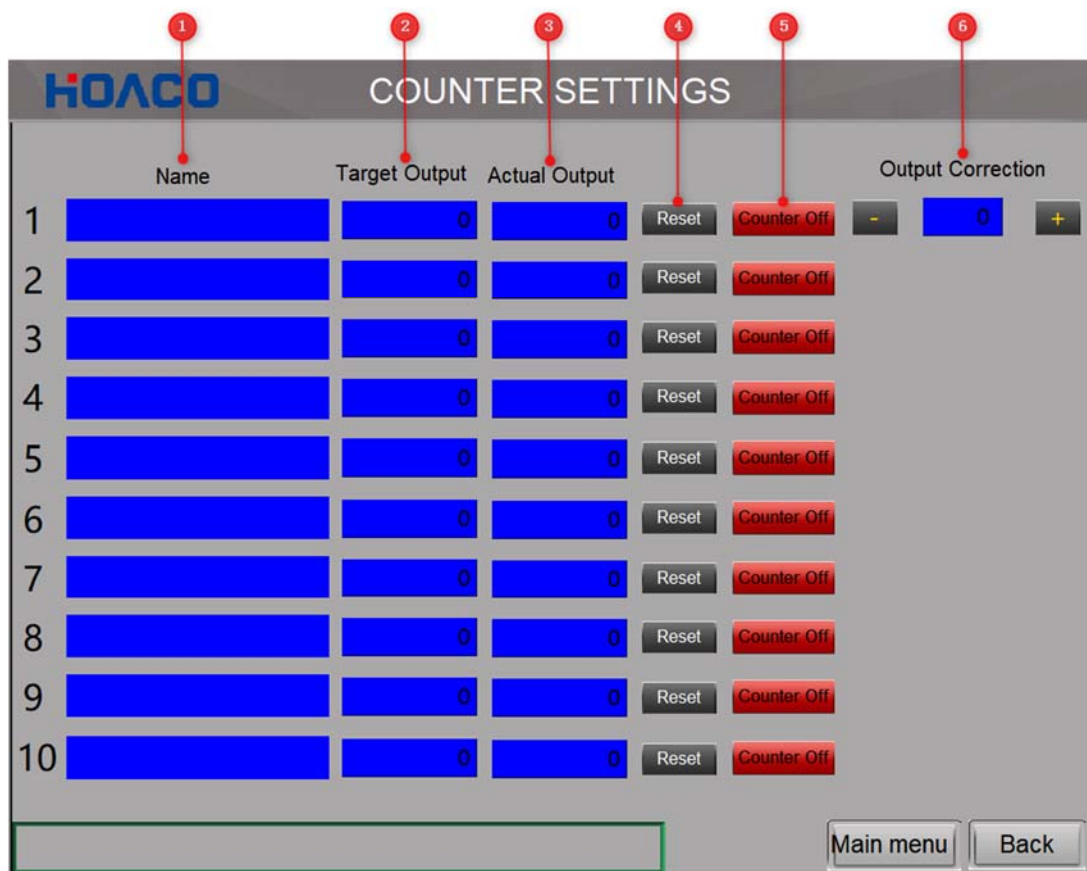 1 2 3 4 5 6
HOACO COUNTER SETTINGS
Name Target Output Actual Output Output Correction
1 0 0 Reset Counter Off - 0 +
2 0 0 Reset Counter Off
3 0 0 Reset Counter Off
4 0 0 Reset Counter Off
5 0 0 Reset Counter Off
6 0 0 Reset Counter Off
7 0 0 Reset Counter Off
8 0 0 Reset Counter Off
9 0 0 Reset Counter Off
10 0 0 Reset Counter Off
Main menu Back